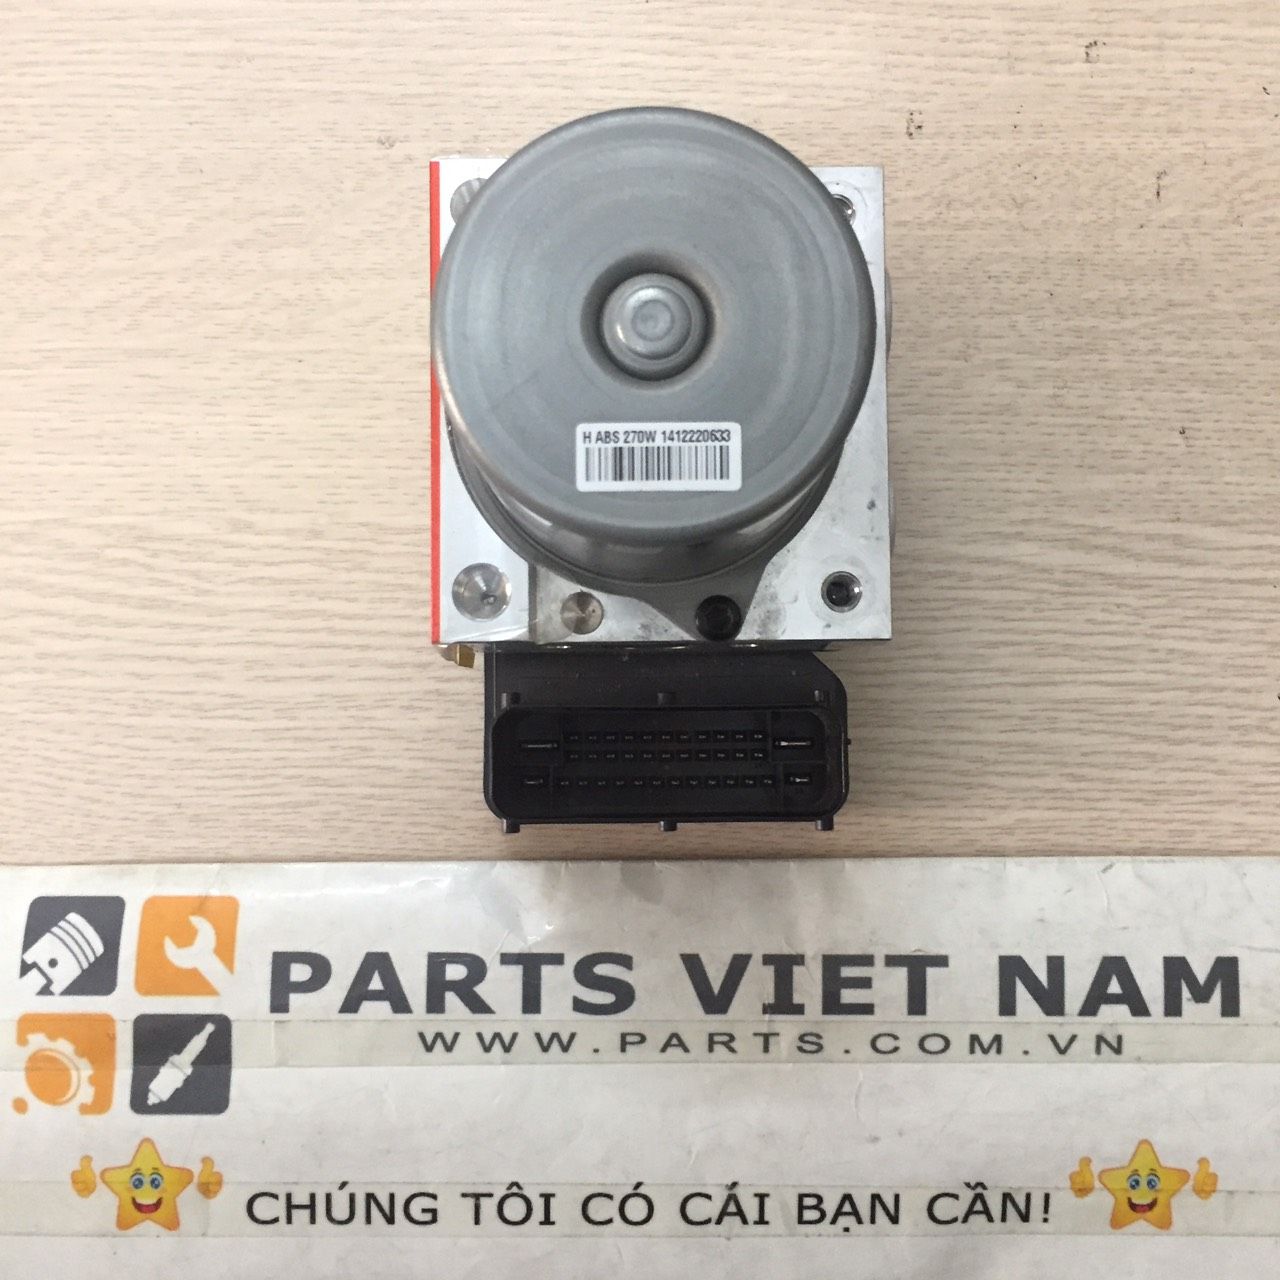 H ABS 270W 1412220633
PARTS VIET NAM
WWW.PARTS.COM.VN
CHÚNG TÔI CÓ CÁI BẠN CẦN!